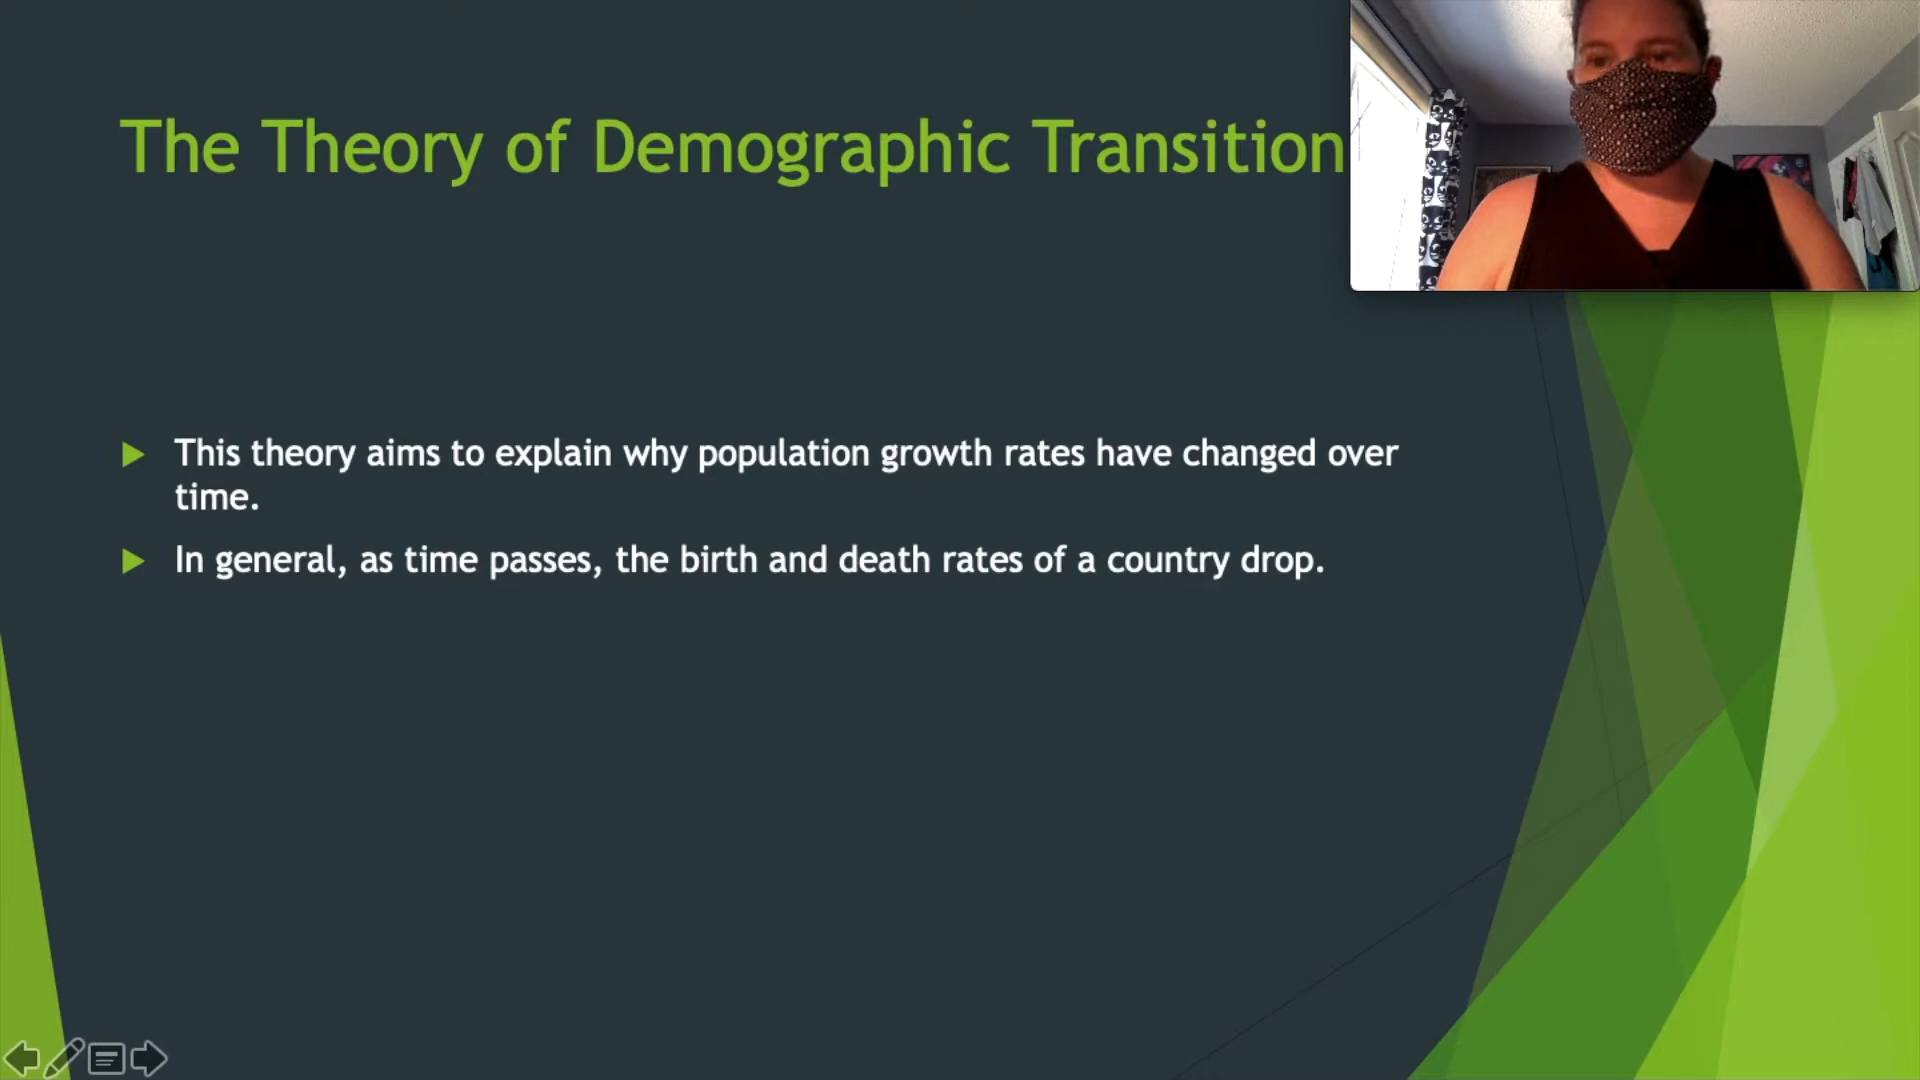 The Theory of Demographic Transition
This theory aims to explain why population growth rates have changed over
time.
In general, as time passes, the birth and death rates of a country drop.